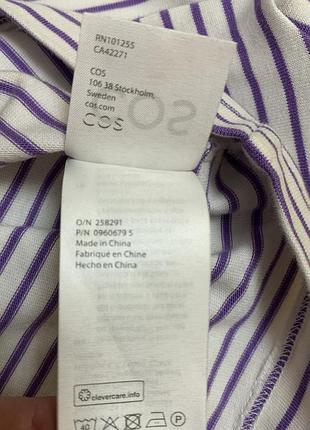 RN101255
CA42271
COS
106 38 Stockholm,
Sweden
cos.com
COS
O/N 258291
P/N 0960679 5
Made in China
Fabriqué en Chine
Hecho en China
clevercare.info
40
P